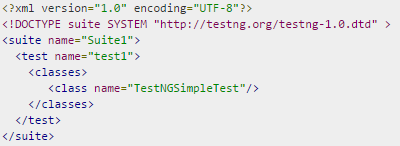 <?xml version="1.0" encoding="UTF-8"?>
<!DOCTYPE suite SYSTEM "http://testng.org/testng-1.0.dtd" >
<suite name="Suite1">
<test name="test1">
<classes>
<class name="TestNGSimpleTest"/>
</classes>
</test>
</suite>